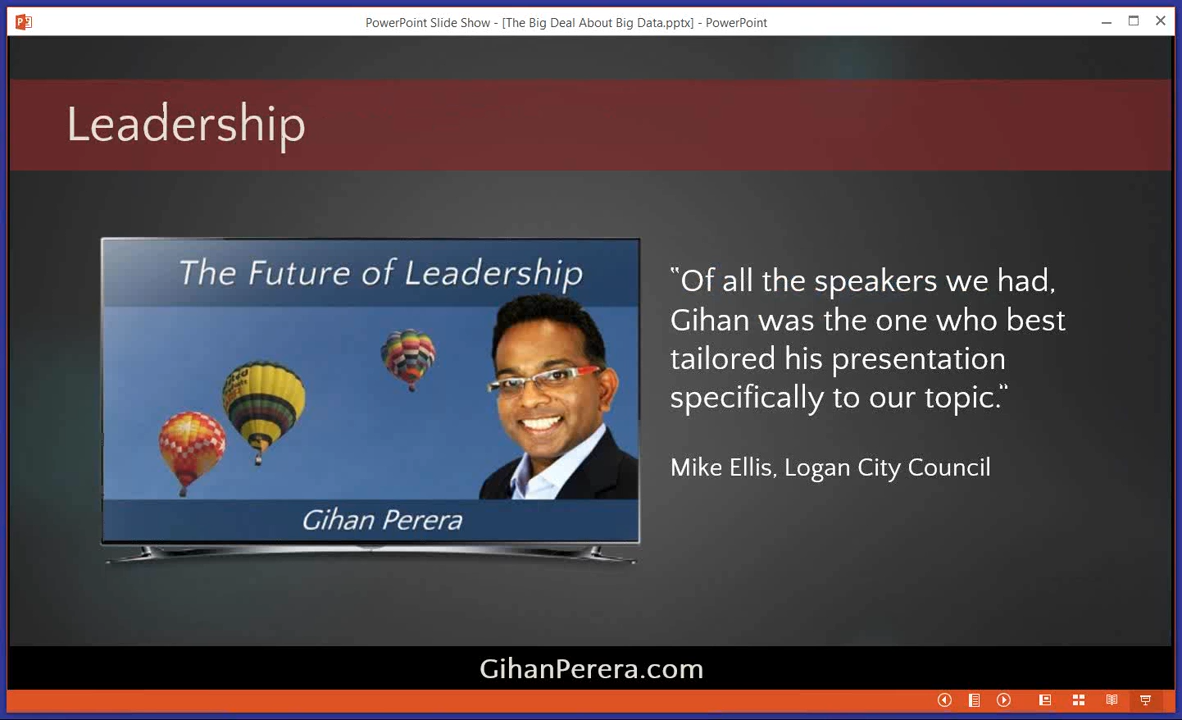 PowerPoint Slide Show - [The Big Deal About Big Data.pptx] - PowerPoint
Leadership
The Future of Leadership
Gihan Perera
"Of all the speakers we had,
Gihan was the one who best
tailored his presentation
specifically to our topic."
Mike Ellis, Logan City Council
GihanPerera.com